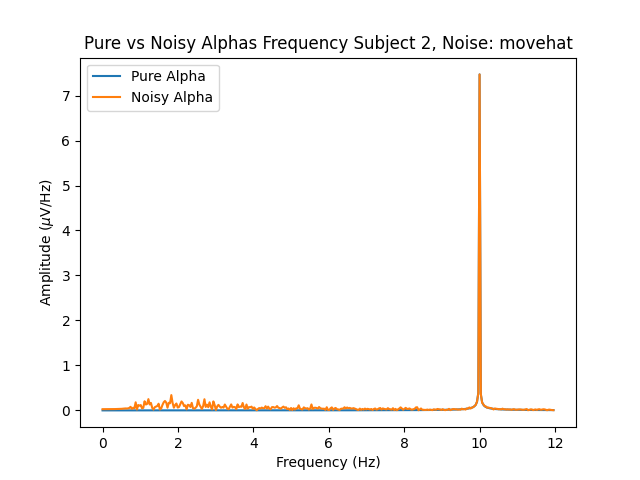 Pure vs Noisy Alphas Frequency Subject 2, Noise: movehat
Pure Alpha
Noisy Alpha
Amplitude (μV/Hz)
7
6
5
4
3
2
1
0
0 2 4 6 8 10 12
Frequency (Hz)